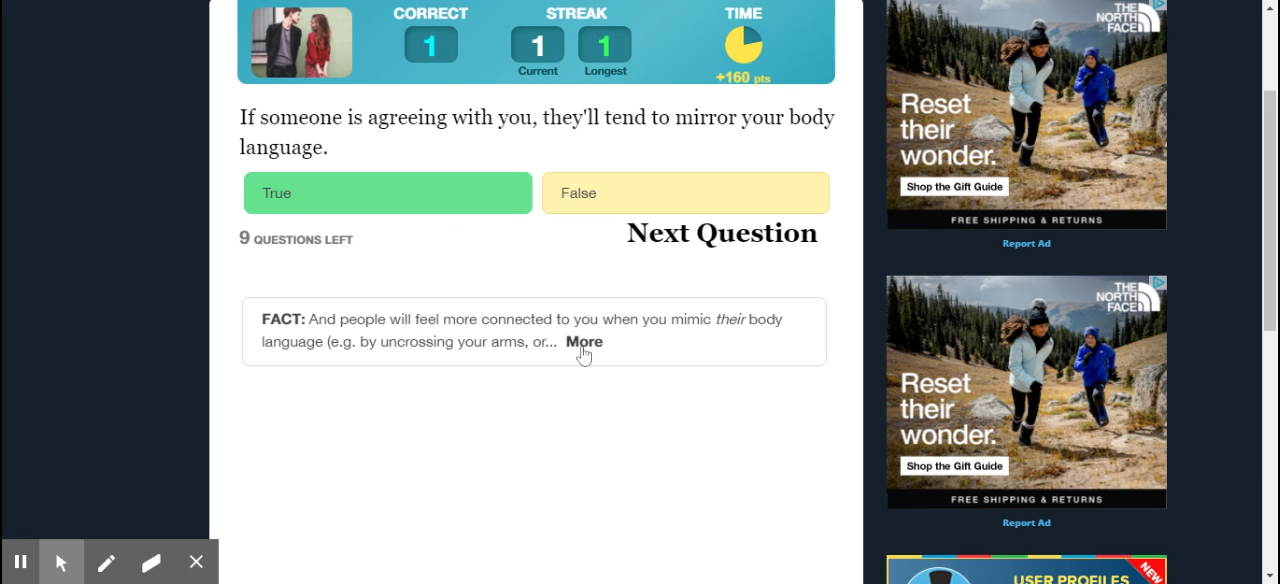 CORRECT STREAK TIME
1 1 1
Current Longest
+160 pts
If someone is agreeing with you, they'll tend to mirror your body
language.
True False
9 QUESTIONS LEFT
Next Question
FACT: And people will feel more connected to you when you mimic their body
language (e.g. by uncrossing your arms, or... More
THE
NORTH
FACE
Reset
their
wonder.
Shop the Gift Guide
FREE SHIPPING & RETURNS
Report Ad
THE
NORTH
FACE
Reset
their
wonder.
Shop the Gift Guide
FREE SHIPPING & RETURNS
Report Ad
NEW
USER PROFILES